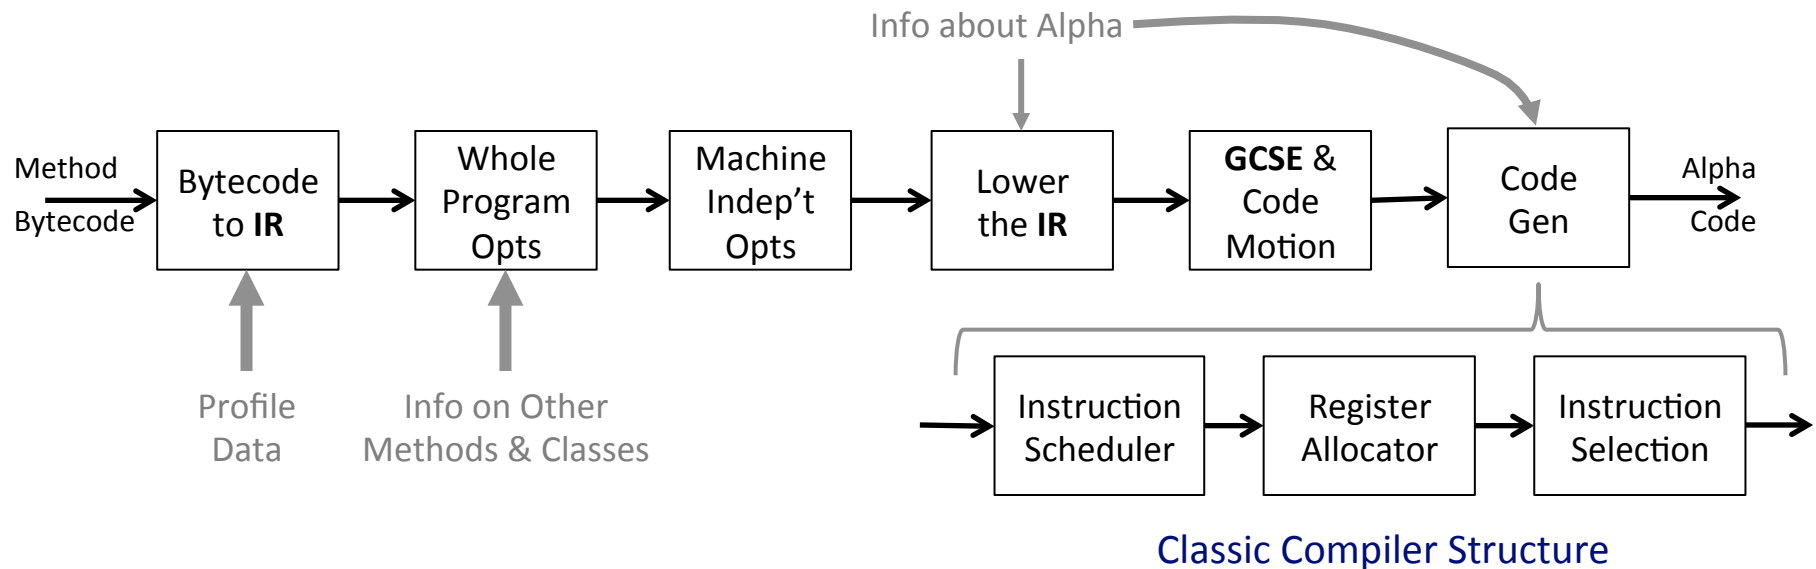 Info about Alpha
Method
Bytecode
Bytecode
to IR
Whole
Program
Opts
Machine
Indep't
Opts
Lower
the IR
GCSE &
Code
Motion
Code
Gen
Alpha
Code
Profile
Data
Info on Other
Methods & Classes
Instruction
Scheduler
Register
Allocator
Instruction
Selection
Classic Compiler Structure